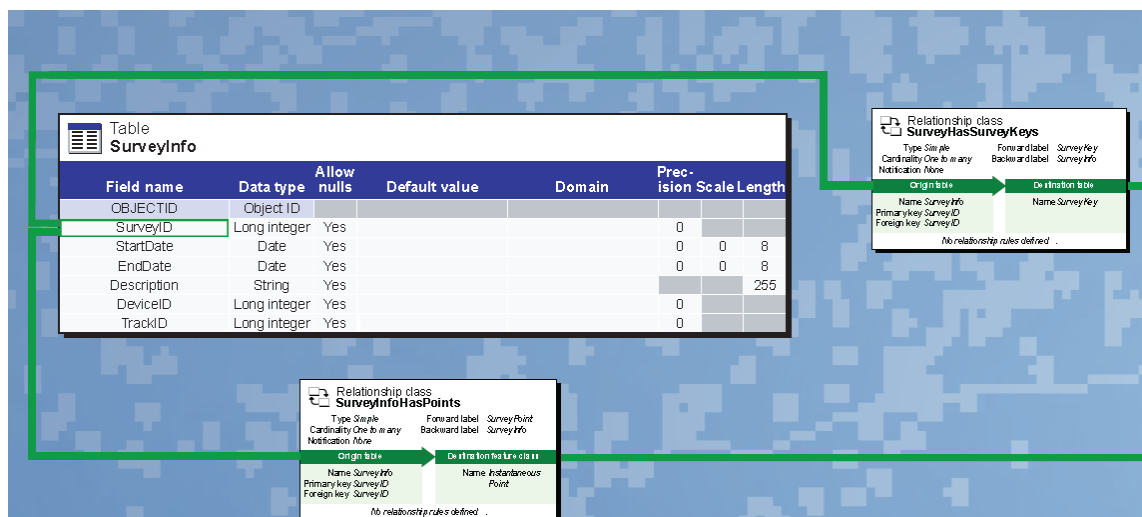 Table
SurveyInfo
Field name Data type Allow nulls Default value Domain Prec-ision Scale Length
OBJECTID Object ID
SurveyID Long integer Yes 0
StartDate Date Yes 0 0 8
EndDate Date Yes 0 0 8
Description String Yes 255
DeviceID Long integer Yes 0
TrackID Long integer Yes 0
Relationship class
SurveyHasSurveyKeys
Type Simple Forward label SurveyKey
Cardinality One to many Backward label SurveyInfo
Notification None
Origin table Destination table
Name SurveyInfo Name SurveyKey
Primary key SurveyID
Foreign key SurveyID
No relationship rules defined .
Relationship class
SurveyInfoHasPoints
Type Simple Forward label SurveyPoint
Cardinality One to many Backward label SurveyInfo
Notification None
Origin table Destination feature class
Name SurveyInfo Name Instantaneous
Primary key SurveyID Point
Foreign key SurveyID
No relationship rules defined .